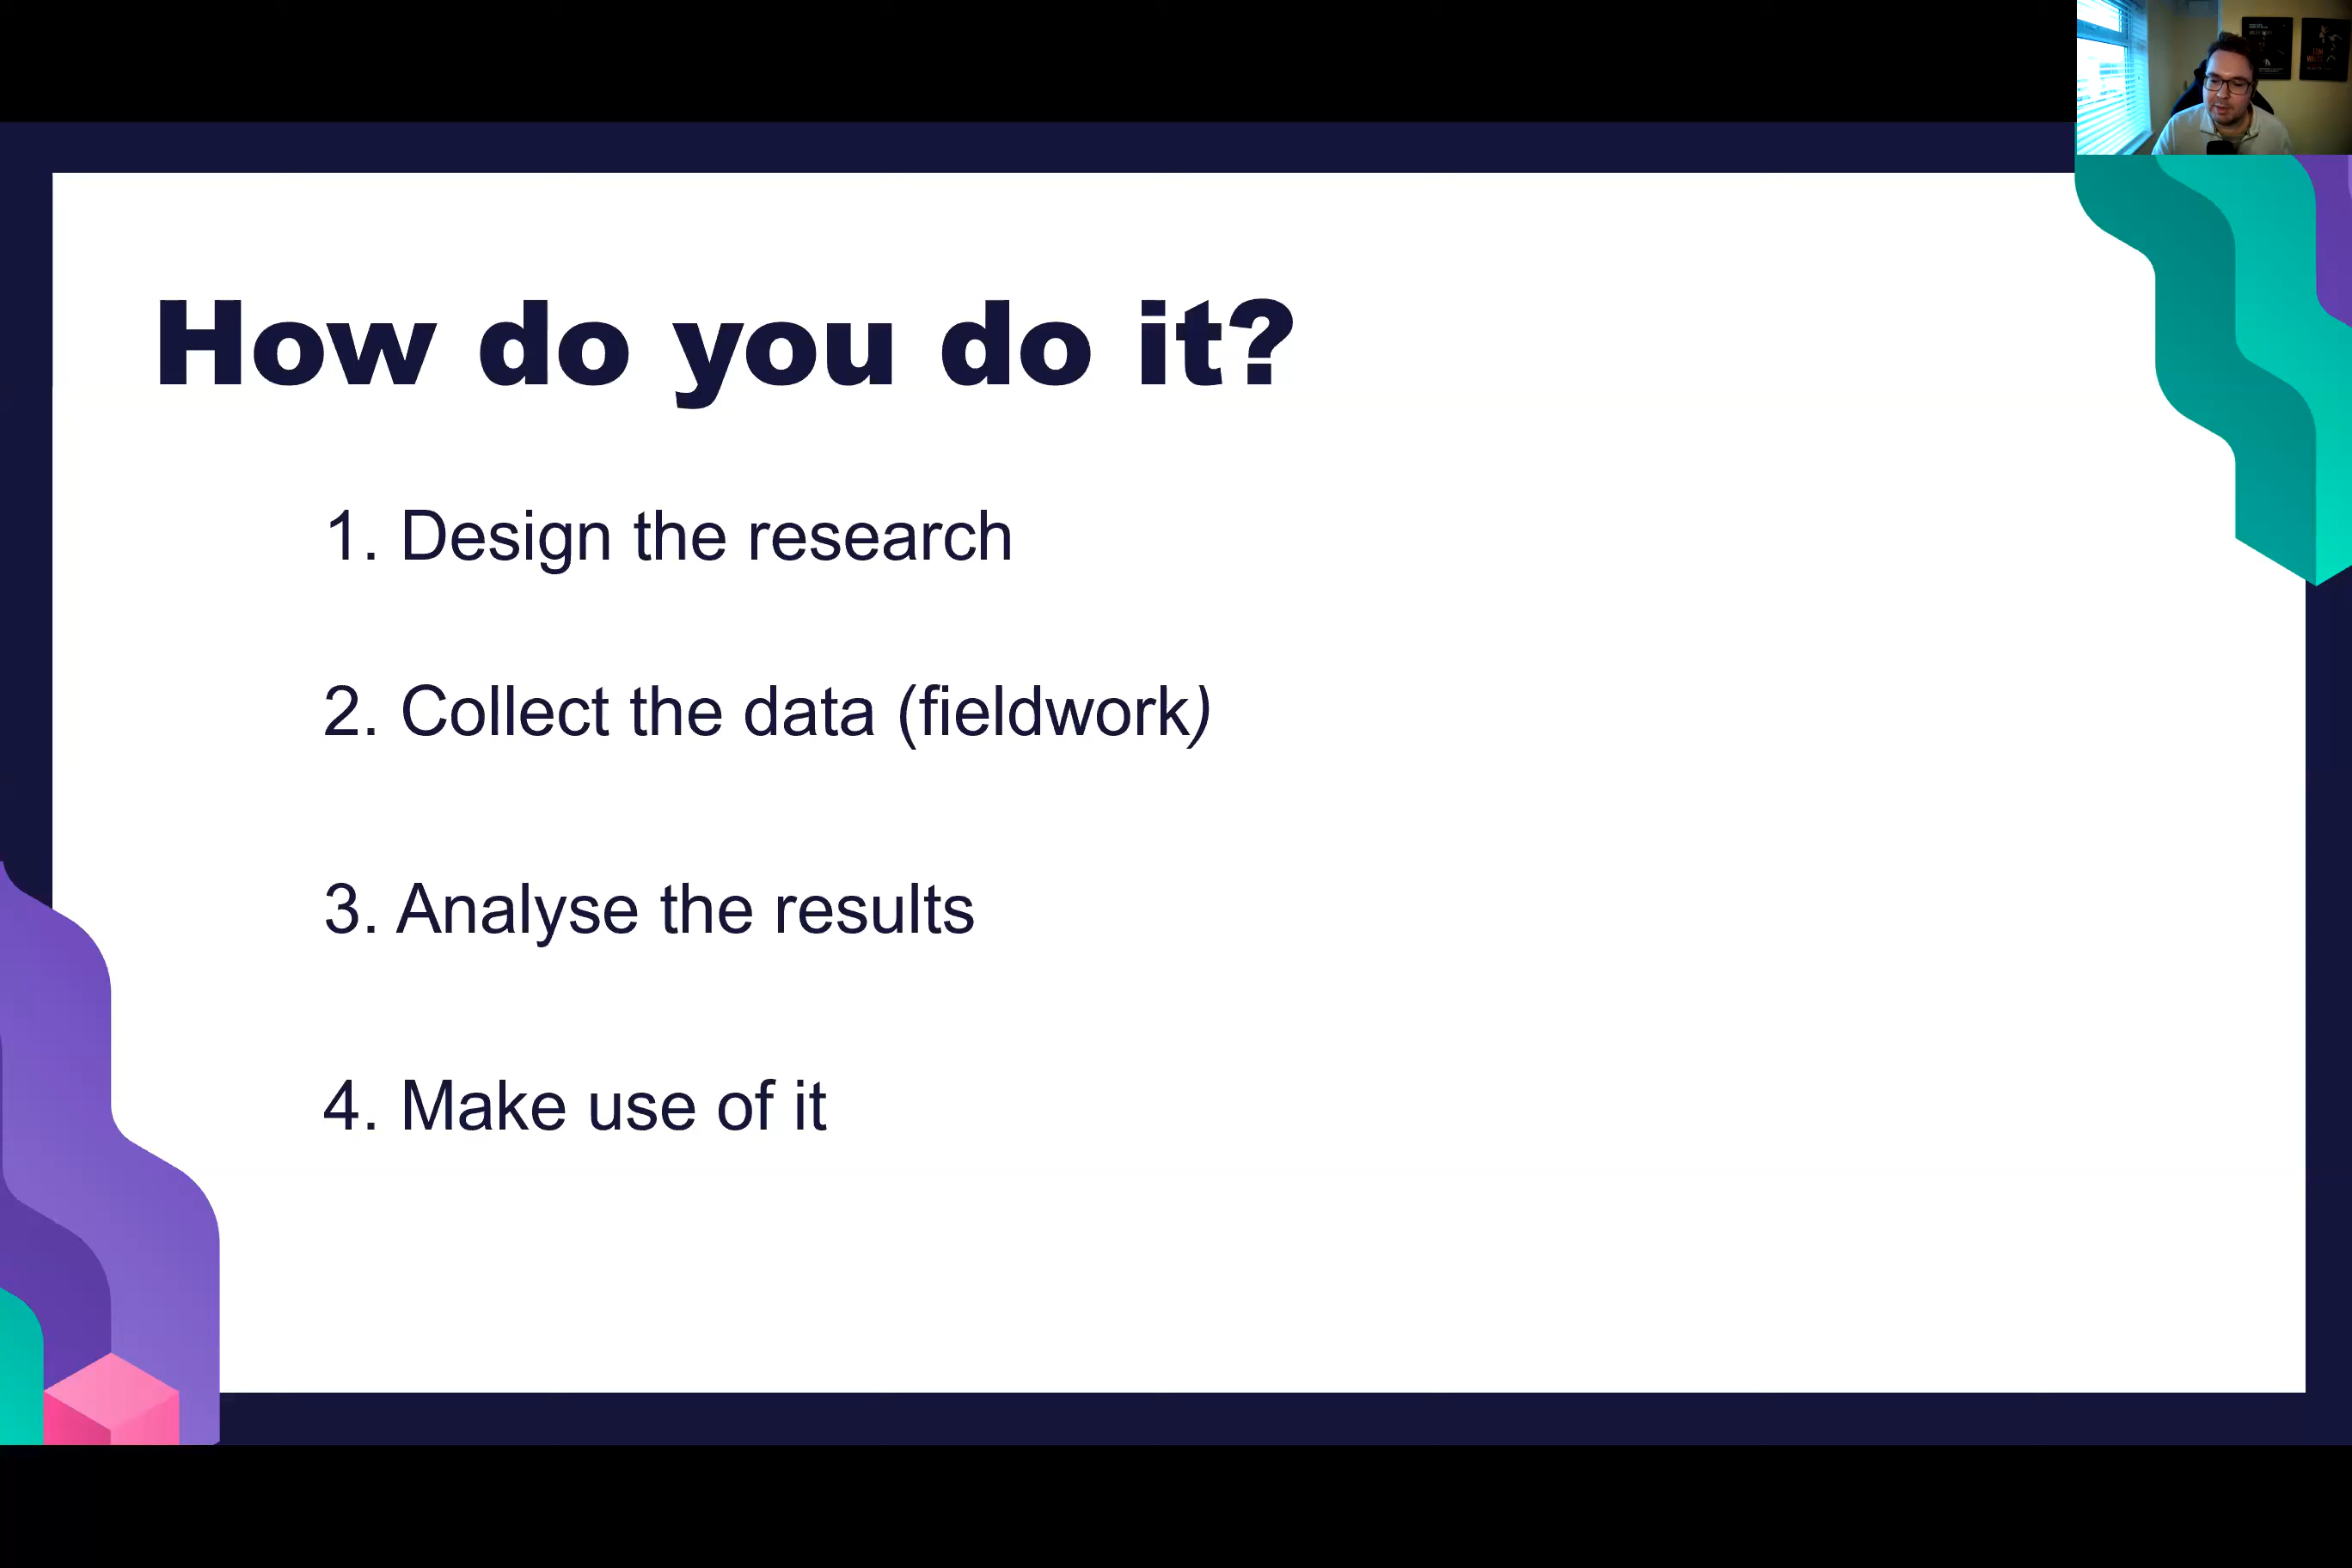 How do you do it?
1. Design the research
2. Collect the data (fieldwork)
3. Analyse the results
4. Make use of it